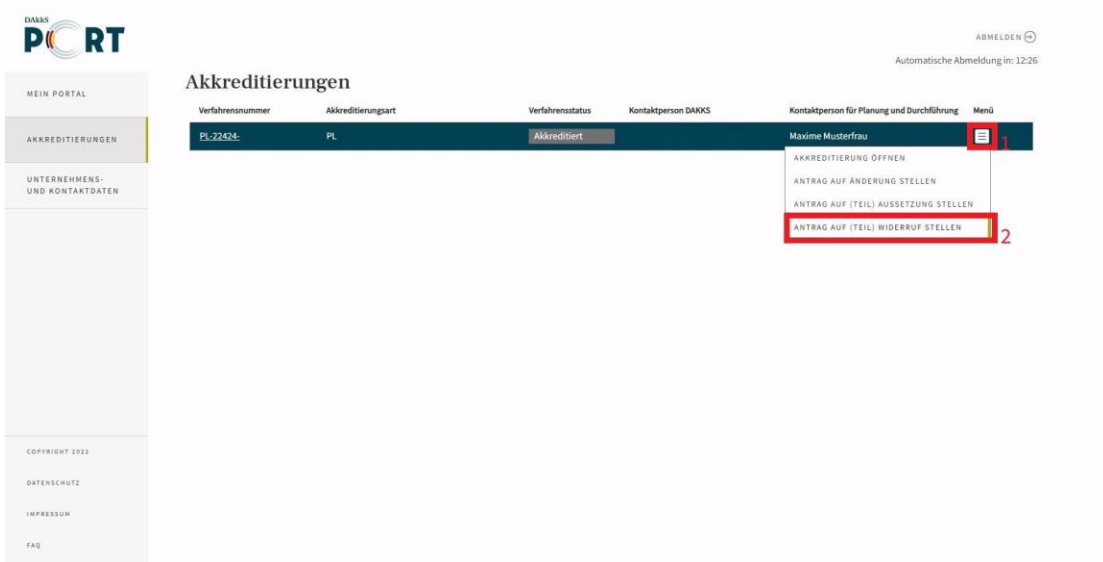 DAkkS
PORT
ABMELDEN
Automatische Abmeldung in: 12:26
MEIN PORTAL
AKKREDITIERUNGEN
UNTERNEHMENS-
UND KONTAKTDATEN
Akkreditierungen
Verfahrensnummer Akkreditierungsart Verfahrensstatus Kontaktperson DAKKS Kontaktperson für Planung und Durchführung Menü
PL-22424- PL Akkreditiert Maxime Musterfrau 1
AKKREDITIERUNG ÖFFNEN
ANTRAG AUF ÄNDERUNG STELLEN
ANTRAG AUF (TEIL) AUSSETZUNG STELLEN
ANTRAG AUF (TEIL) WIDERRUF STELLEN 2
COPYRIGHT 2022
DATENSCHUTZ
IMPRESSUM
FAQ